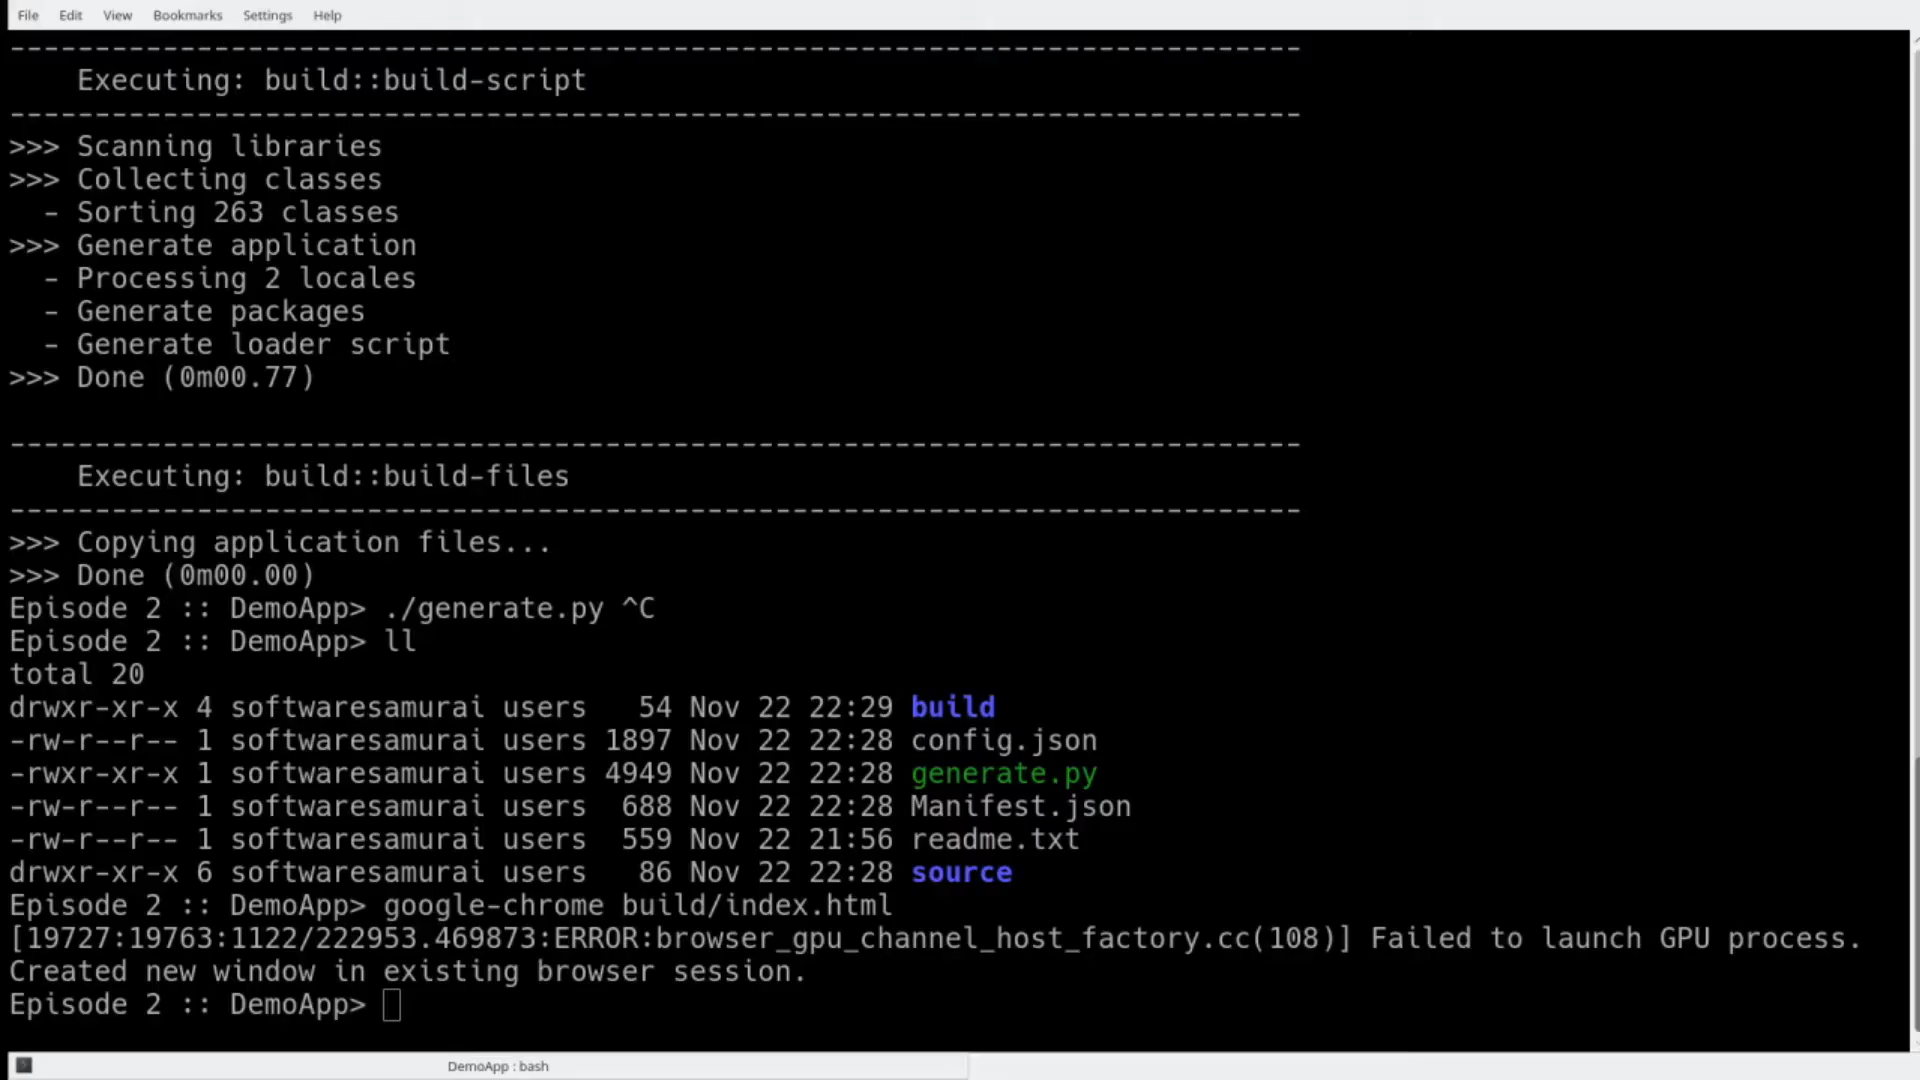 File Edit View Bookmarks Settings Help
----------------------------------------------------------------------------
    Executing: build::build-script
----------------------------------------------------------------------------
>>> Scanning libraries
>>> Collecting classes
  - Sorting 263 classes
>>> Generate application
  - Processing 2 locales
  - Generate packages
  - Generate loader script
>>> Done (0m00.77)
----------------------------------------------------------------------------
    Executing: build::build-files
----------------------------------------------------------------------------
>>> Copying application files...
>>> Done (0m00.00)
Episode 2 :: DemoApp> ./generate.py ^C
Episode 2 :: DemoApp> ll
total 20
drwxr-xr-x 4 softwaresamurai users   54 Nov 22 22:29 build
-rw-r--r-- 1 softwaresamurai users 1897 Nov 22 22:28 config.json
-rwxr-xr-x 1 softwaresamurai users 4949 Nov 22 22:28 generate.py
-rw-r--r-- 1 softwaresamurai users  688 Nov 22 22:28 Manifest.json
-rw-r--r-- 1 softwaresamurai users  559 Nov 22 21:56 readme.txt
drwxr-xr-x 6 softwaresamurai users   86 Nov 22 22:28 source
Episode 2 :: DemoApp> google-chrome build/index.html
[19727:19763:1122/222953.469873:ERROR:browser_gpu_channel_host_factory.cc(108)] Failed to launch GPU process.
Created new window in existing browser session.
Episode 2 :: DemoApp>
DemoApp : bash